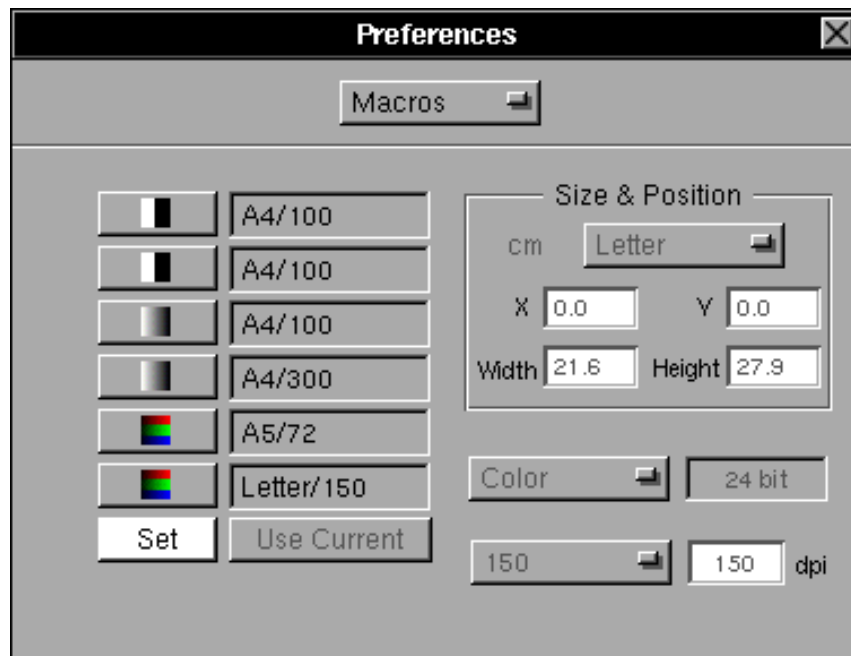 Preferences
Macros
A4/100
A4/100
A4/100
A4/300
A5/72
Letter/150
Set Use Current
Size & Position
cm Letter
X 0.0 Y 0.0
Width 21.6 Height 27.9
Color 24 bit
150 150 dpi